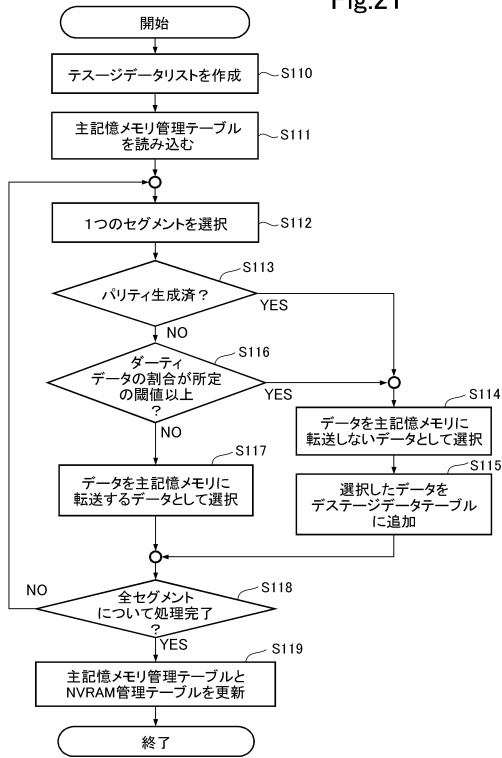 Fig.21
開始
テスージデータリストを作成
S110
主記憶メモリ管理テーブル
を読み込む
S111
1つのセグメントを選択
S112
パリティ生成済？
S113
YES
NO
ダーティ
データの割合が所定
の閾値以上
？
S116
YES
NO
データを主記憶メモリに
転送しないデータとして選択
S114
データを主記憶メモリに
転送するデータとして選択
S117
選択したデータを
デステージデータテーブル
に追加
S115
全セグメント
について処理完了
？
S118
NO
YES
主記憶メモリ管理テーブルと
NVRAM管理テーブルを更新
S119
終了